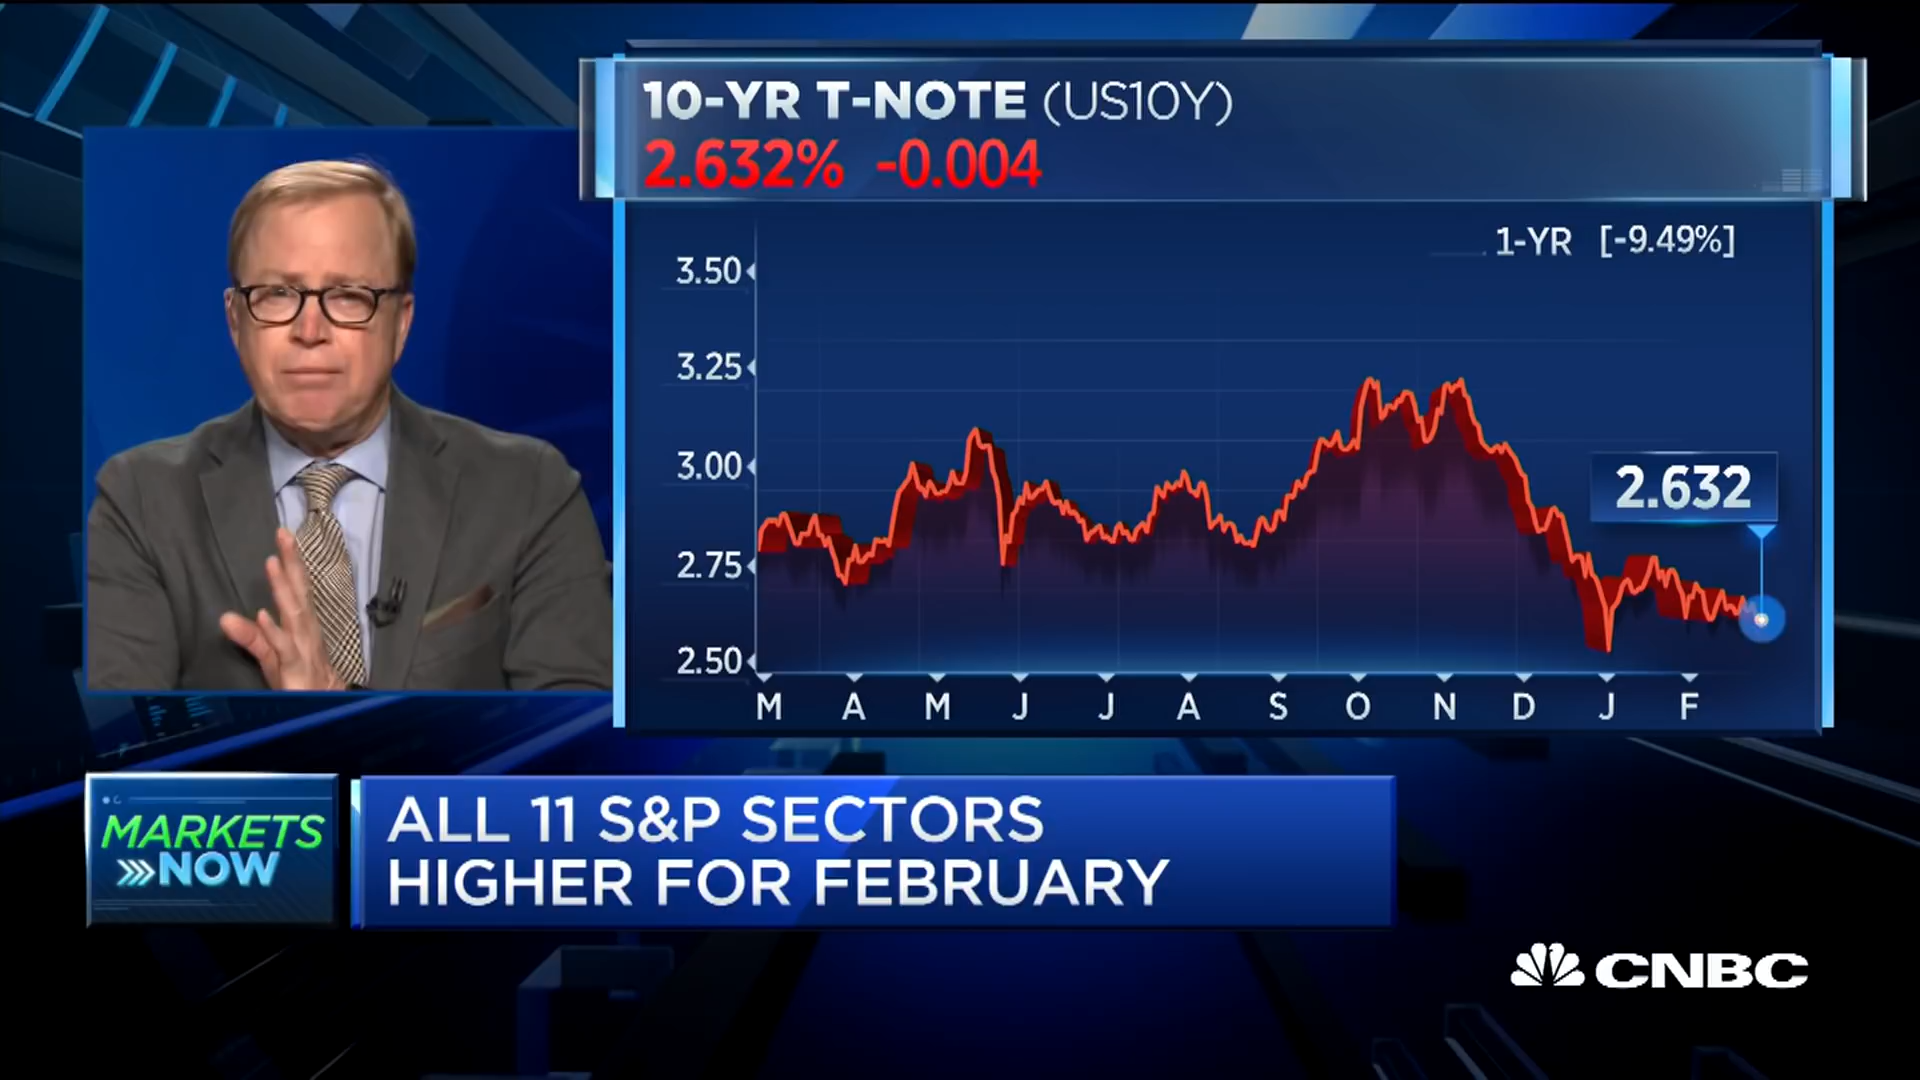 10-YR T-NOTE (US10Y)
2.632% -0.004
1-YR [-9.49%]
3.50
3.25
3.00
2.75
2.50
2.632
M A M J J A S O N D J F
MARKETS
NOW
ALL 11 S&P SECTORS
HIGHER FOR FEBRUARY
CNBC